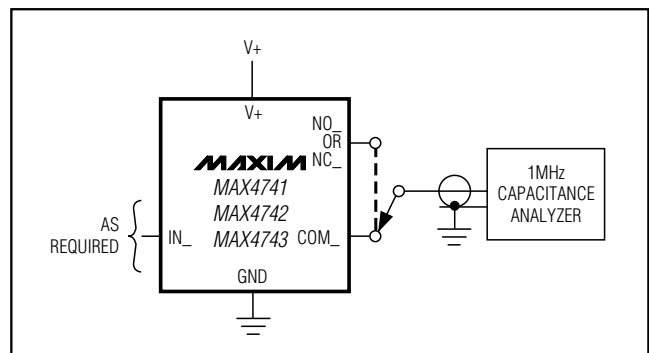 V+
V+
NO_
OR
NC_
MAXIM
MAX4741
MAX4742
MAX4743
COM_
AS
REQUIRED
IN_
GND
1MHz
CAPACITANCE
ANALYZER